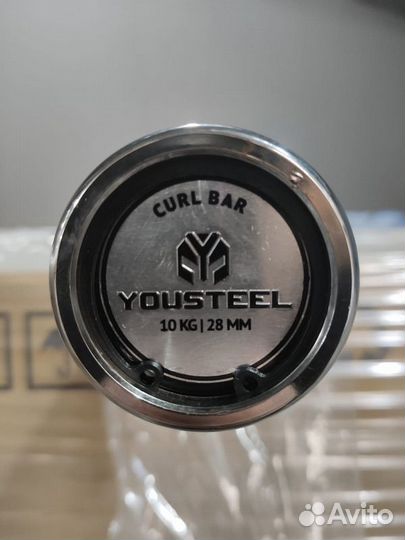 CURL BAR
YOUSTEEL
10 KG | 28 MM
Avito